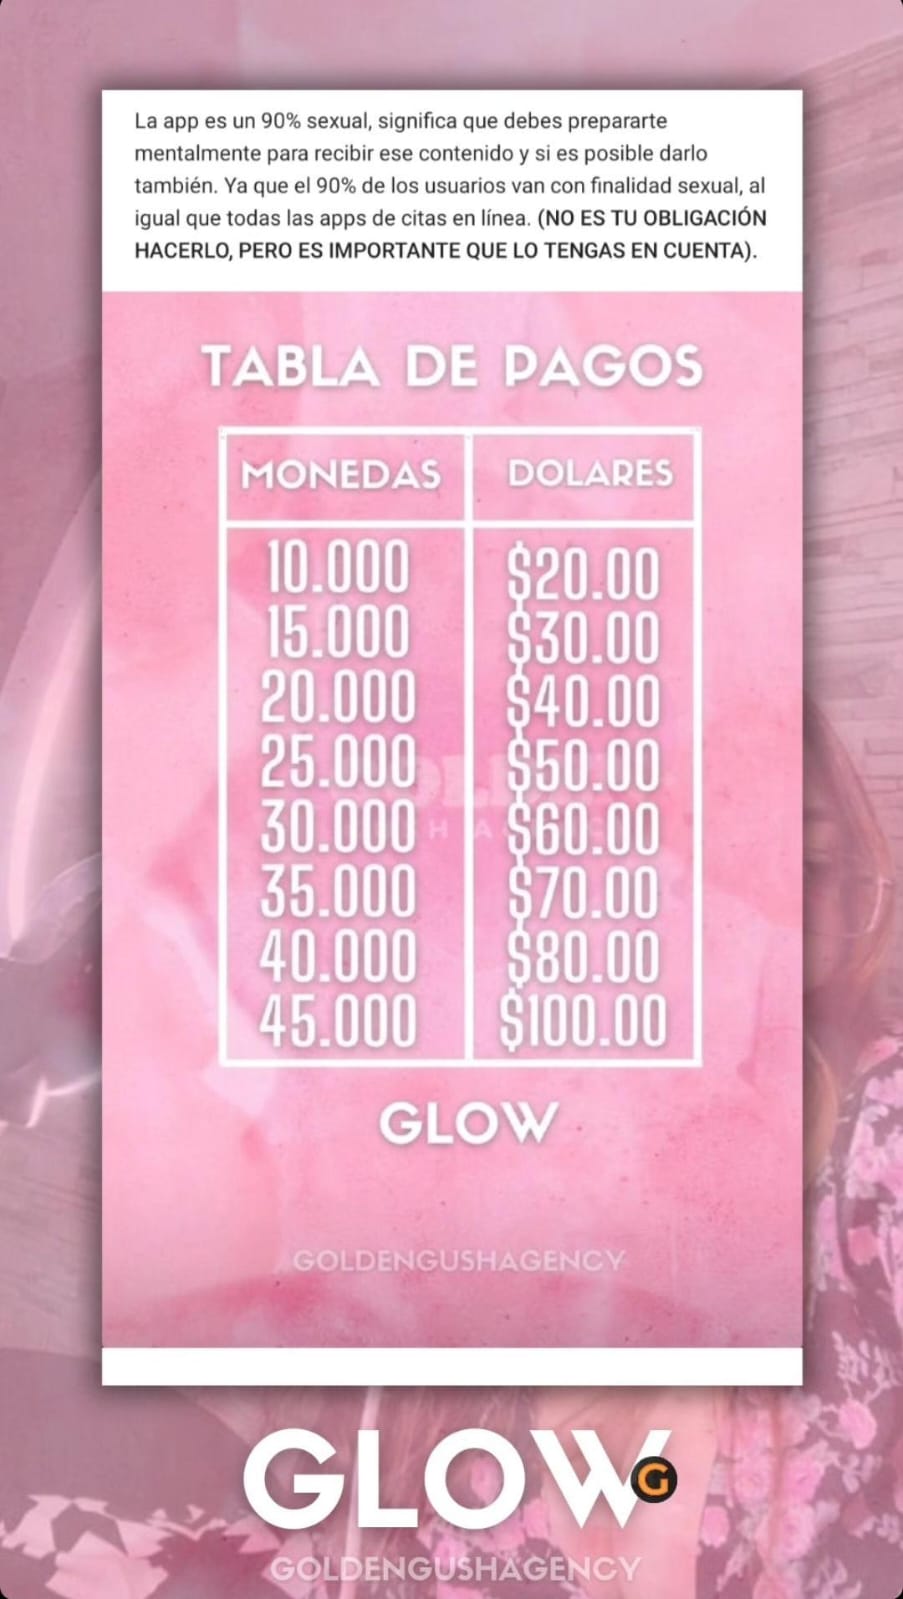 La app es un 90% sexual, significa que debes prepararte
mentalmente para recibir ese contenido y si es posible darlo
también. Ya que el 90% de los usuarios van con finalidad sexual, al
igual que todas las apps de citas en línea. (NO ES TU OBLIGACIÓN
HACERLO, PERO ES IMPORTANTE QUE LO TENGAS EN CUENTA).
TABLA DE PAGOS
MONEDAS DOLARES
10.000 $20.00
15.000 $30.00
20.000 $40.00
25.000 $50.00
30.000 $60.00
35.000 $70.00
40.000 $80.00
45.000 $100.00
GLOW
GOLDENGUSHAGENCY
GLOW
G
GOLDENGUSHAGENCY